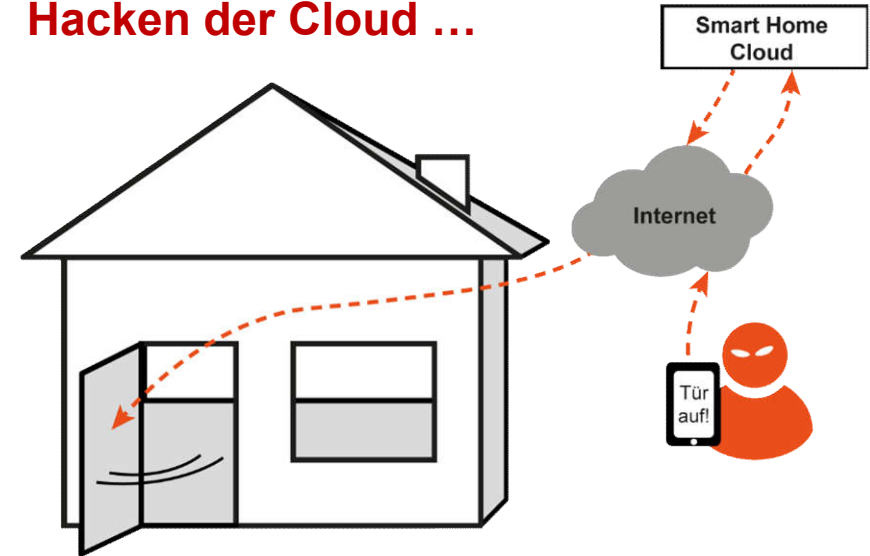 Hacken der Cloud …
Smart Home
Cloud
Internet
Tür
auf!